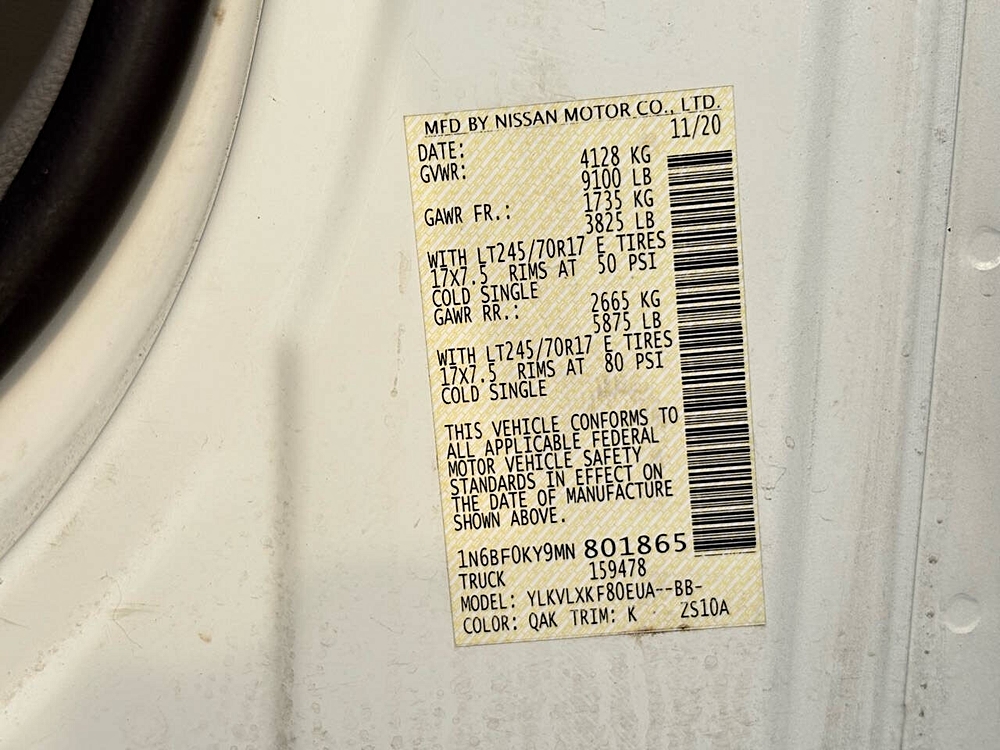 MFD BY NISSAN MOTOR CO., LTD.
DATE: 11/20
GVWR: 4128 KG
9100 LB
GAWR FR.: 1735 KG
3825 LB
WITH LT245/70R17 E TIRES
17X7.5 RIMS AT 50 PSI
COLD SINGLE
GAWR RR.: 2665 KG
5875 LB
WITH LT245/70R17 E TIRES
17X7.5 RIMS AT 80 PSI
COLD SINGLE
THIS VEHICLE CONFORMS TO
ALL APPLICABLE FEDERAL
MOTOR VEHICLE SAFETY
STANDARDS IN EFFECT ON
THE DATE OF MANUFACTURE
SHOWN ABOVE.
1N6BF0KY9MN 801865
TRUCK 159478
MODEL: YLKVLXKF80EUA--BB-
COLOR: QAK TRIM: K ZS10A